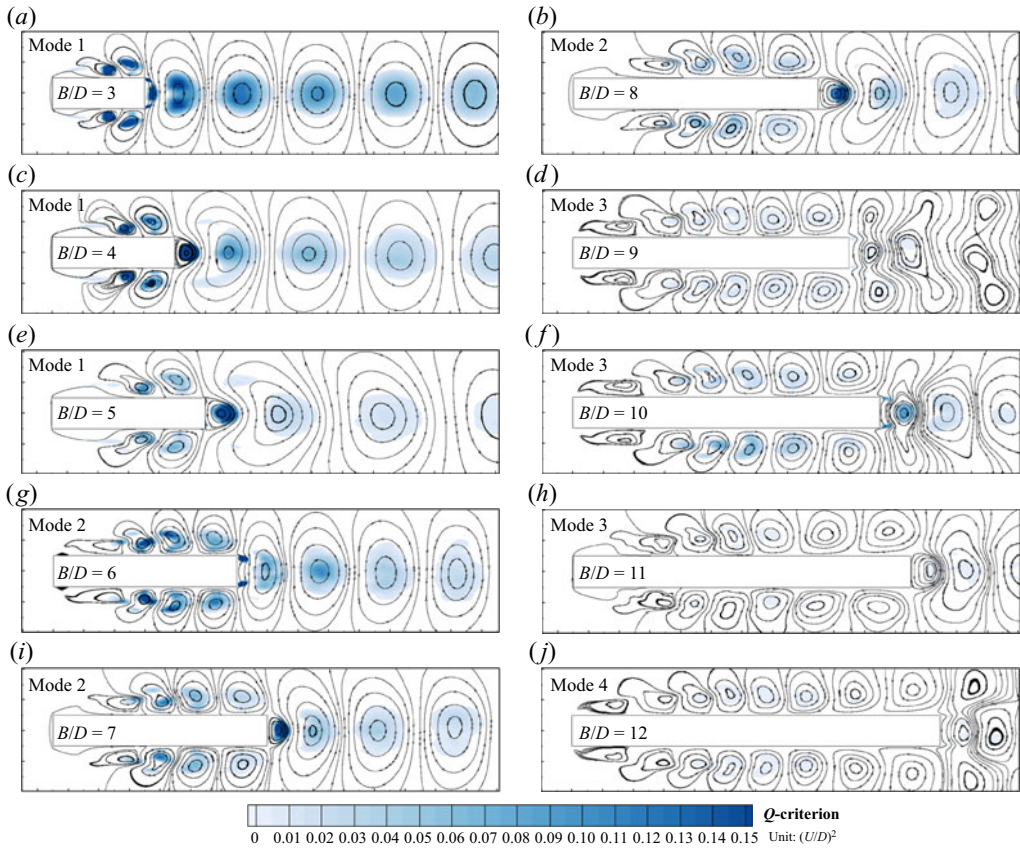 (a)
Mode 1
B/D = 3
(b)
Mode 2
B/D = 8
(c)
Mode 1
B/D = 4
(d)
Mode 3
B/D = 9
(e)
Mode 1
B/D = 5
(f)
Mode 3
B/D = 10
(g)
Mode 2
B/D = 6
(h)
Mode 3
B/D = 11
(i)
Mode 2
B/D = 7
(j)
Mode 4
B/D = 12
Q-criterion
0 0.01 0.02 0.03 0.04 0.05 0.06 0.07 0.08 0.09 0.10 0.11 0.12 0.13 0.14 0.15
Unit: (U/D)²